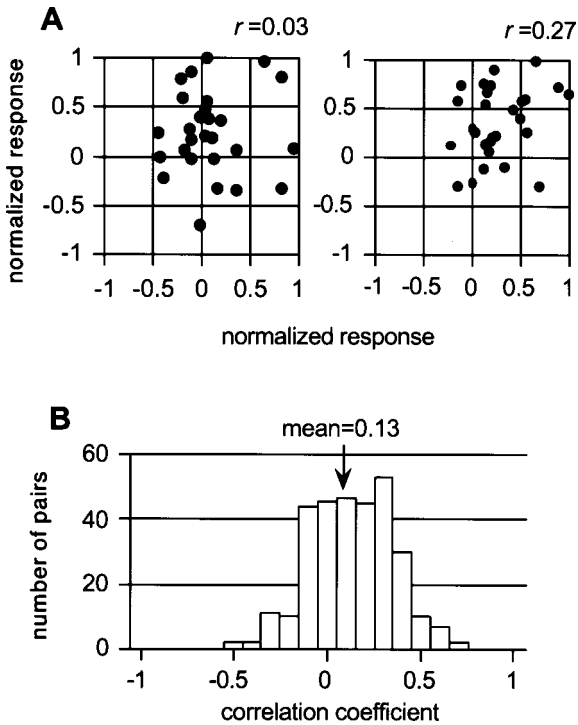 A
r=0.03
r=0.27
normalized response
1
0.5
0
-0.5
-1
-1 -0.5 0 0.5 1
normalized response
1
0.5
0
-0.5
-1
-1 -0.5 0 0.5 1
normalized response
B
mean=0.13
number of pairs
60
40
20
0
-1 -0.5 0 0.5 1
correlation coefficient